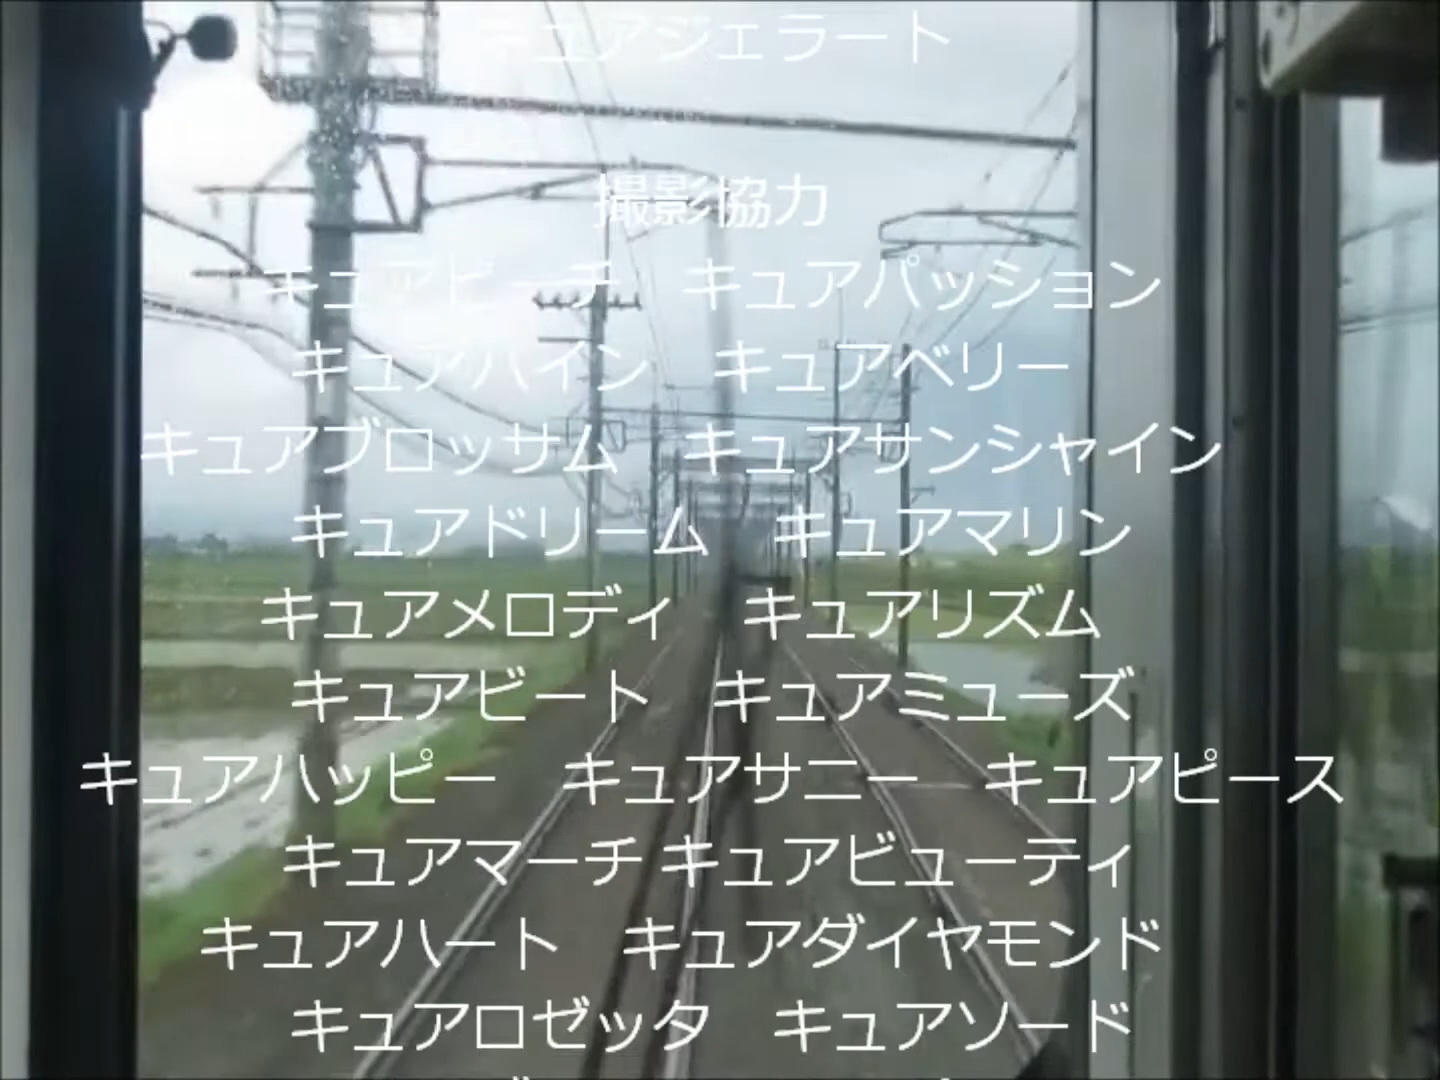 キュアジェラート
撮影協力
キュアピーチ　キュアパッション
キュアパイン　キュアベリー
キュアブロッサム　キュアサンシャイン
キュアドリーム　キュアマリン
キュアメロディ　キュアリズム
キュアビート　キュアミューズ
キュアハッピー　キュアサニー　キュアピース
キュアマーチ キュアビューティ
キュアハート　キュアダイヤモンド
キュアロゼッタ　キュアソード